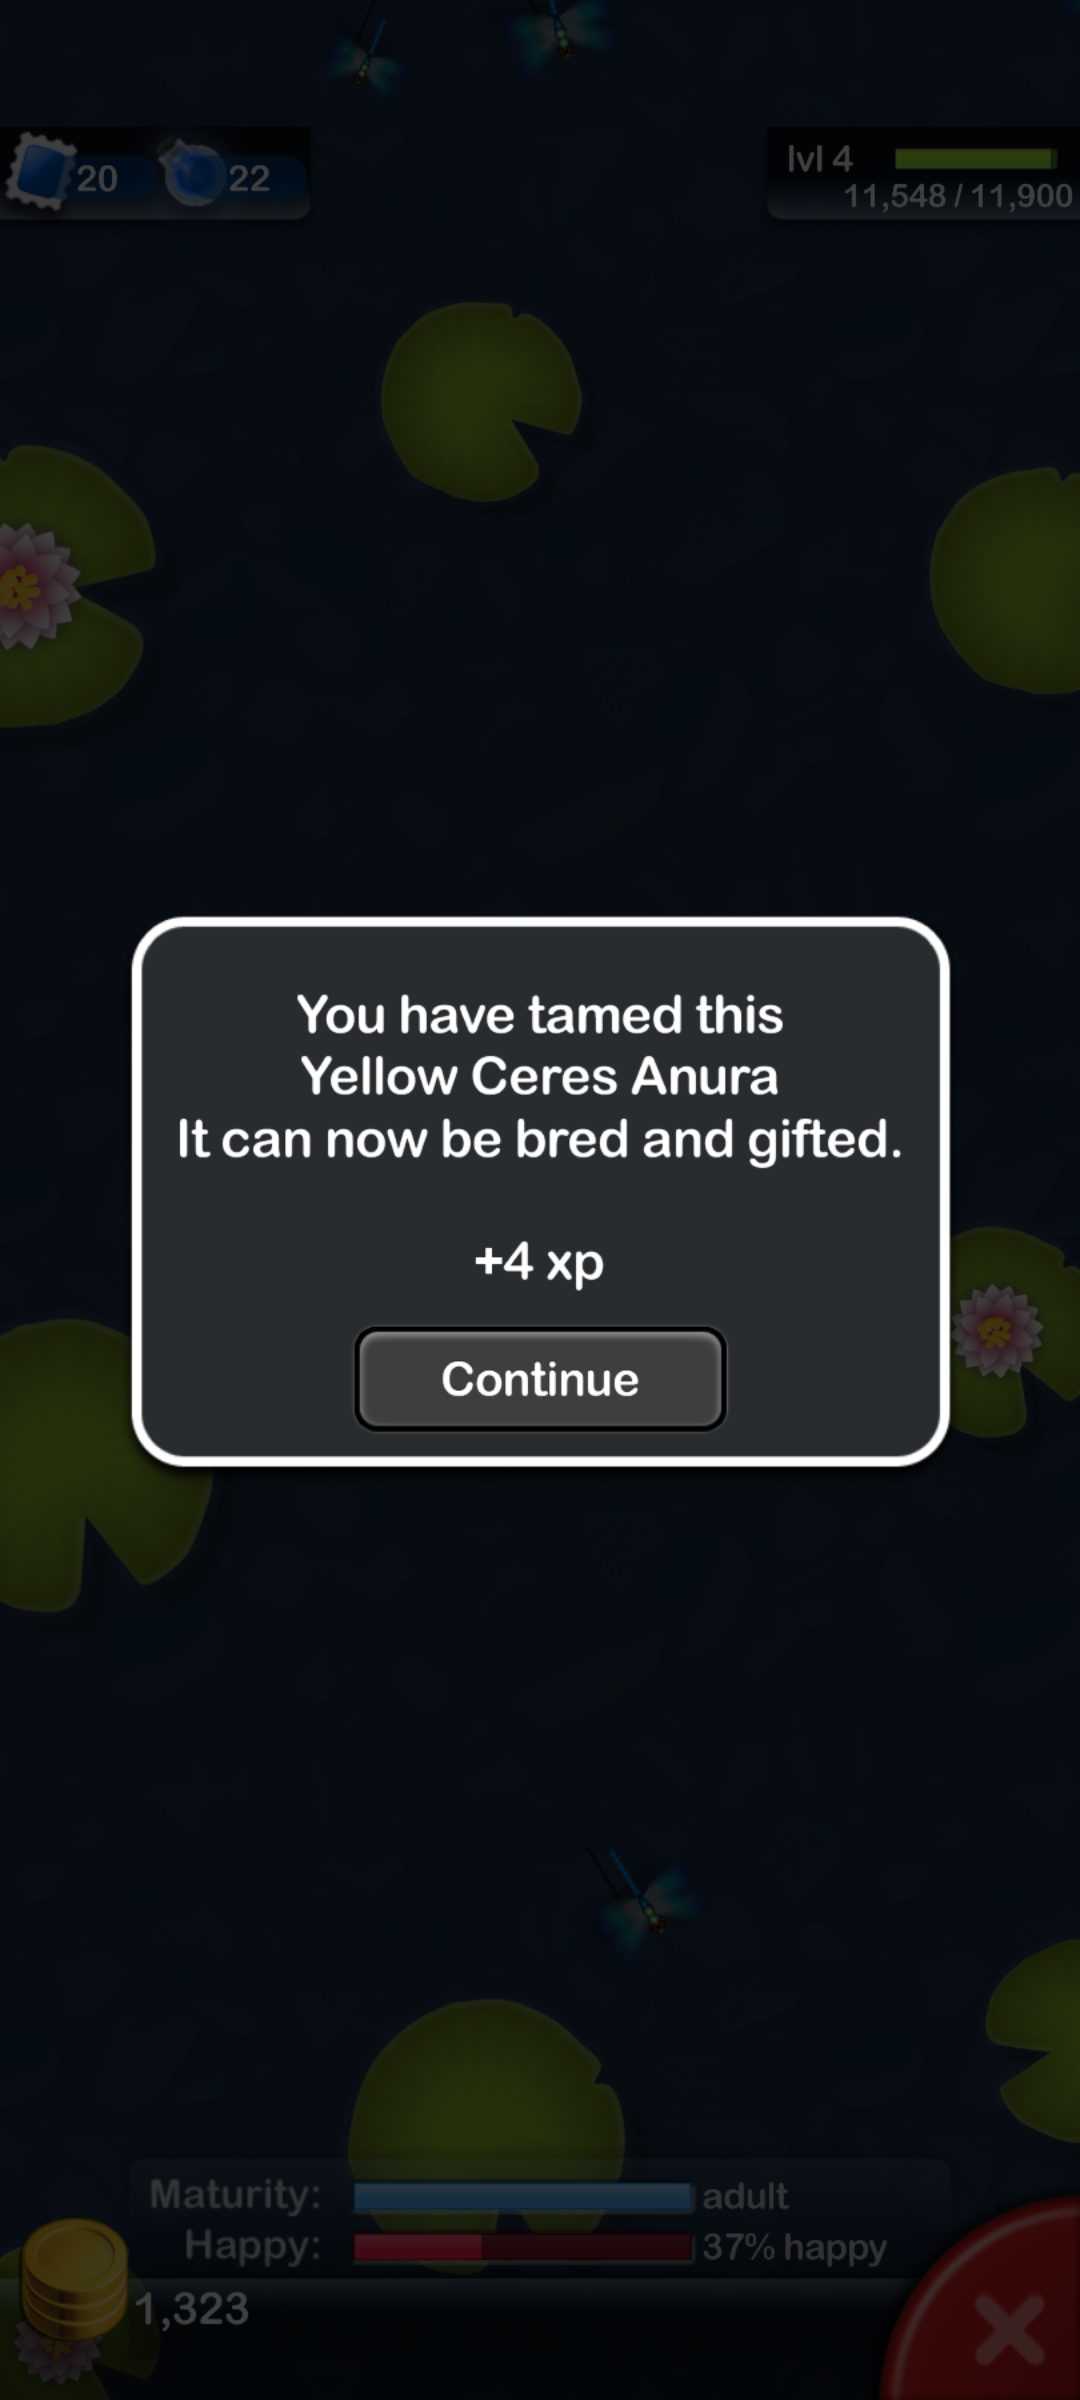 20 22
lvl 4
11,548 / 11,900
You have tamed this
Yellow Ceres Anura
It can now be bred and gifted.
+4 xp
Continue
Maturity: adult
Happy: 37% happy
1,323